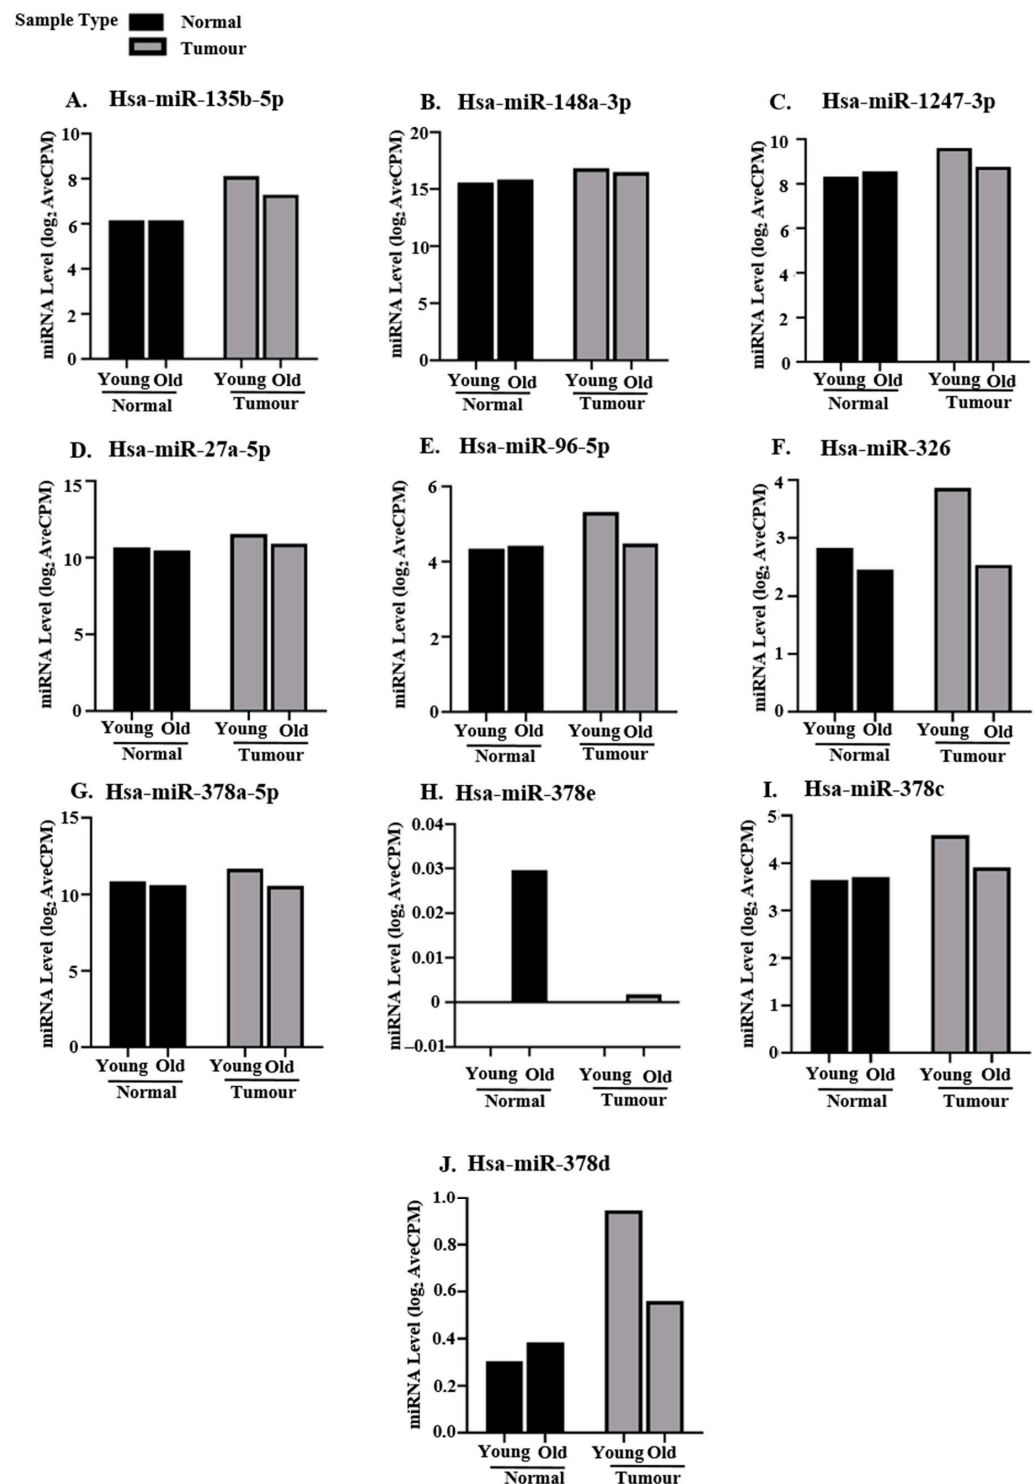 Sample Type Normal
Tumour
A. Hsa-miR-135b-5p
miRNA Level (log₂ AveCPM)
10
8
6
4
2
0
Young Old Young Old
Normal Tumour
B. Hsa-miR-148a-3p
miRNA Level (log₂ AveCPM)
20
15
10
5
0
Young Old Young Old
Normal Tumour
C. Hsa-miR-1247-3p
miRNA Level (log₂ AveCPM)
10
8
6
4
2
0
Young Old Young Old
Normal Tumour
D. Hsa-miR-27a-5p
miRNA Level (log₂ AveCPM)
15
10
5
0
Young Old Young Old
Normal Tumour
E. Hsa-miR-96-5p
miRNA Level (log₂ AveCPM)
6
4
2
0
Young Old Young Old
Normal Tumour
F. Hsa-miR-326
miRNA Level (log₂ AveCPM)
4
3
2
1
0
Young Old Young Old
Normal Tumour
G. Hsa-miR-378a-5p
miRNA Level (log₂ AveCPM)
15
10
5
0
Young Old Young Old
Normal Tumour
H. Hsa-miR-378e
miRNA Level (log₂ AveCPM)
0.04
0.03
0.02
0.01
0
–0.01
Young Old Young Old
Normal Tumour
I. Hsa-miR-378c
miRNA Level (log₂ AveCPM)
5
4
3
2
1
0
Young Old Young Old
Normal Tumour
J. Hsa-miR-378d
miRNA Level (log₂ AveCPM)
1.0
0.8
0.6
0.4
0.2
0.0
Young Old Young Old
Normal Tumour